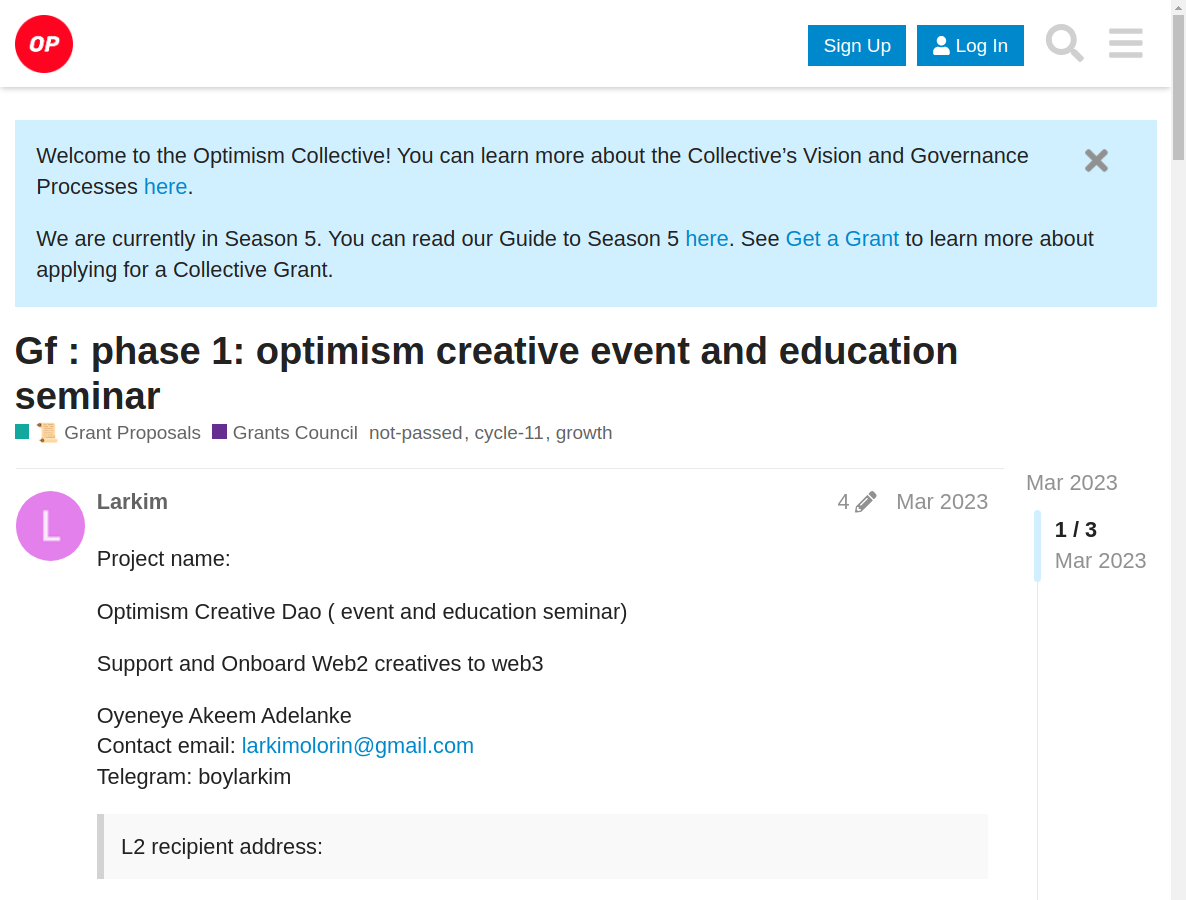 OP
Sign Up
Log In
Welcome to the Optimism Collective! You can learn more about the Collective’s Vision and Governance
Processes here.
We are currently in Season 5. You can read our Guide to Season 5 here. See Get a Grant to learn more about
applying for a Collective Grant.
Gf : phase 1: optimism creative event and education
seminar
Grant Proposals Grants Council not-passed, cycle-11, growth
Mar 2023
L
Larkim
4
Mar 2023
1 / 3
Mar 2023
Project name:
Optimism Creative Dao ( event and education seminar)
Support and Onboard Web2 creatives to web3
Oyeneye Akeem Adelanke
Contact email: larkimolorin@gmail.com
Telegram: boylarkim
L2 recipient address: